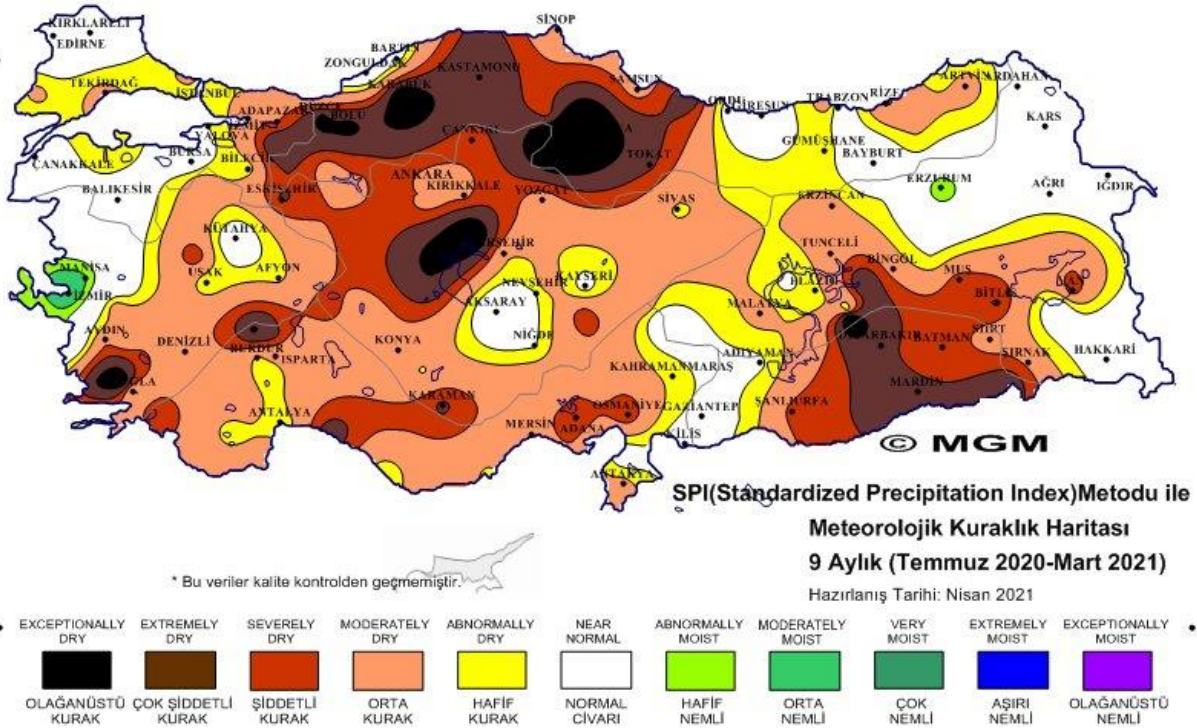 SİNOP
KIRKLARELİ
EDİRNE
BARTIN
ZONGULDAK
KARABÜK
KASTAMONU
SAMSUN
TEKİRDAĞ
İSTANBUL
ADAPAZARI
DÜZCE
BOLU
İZMİT
YALOVA
ÇANKIRI
TOKAT
ORDU
GİRESUN
TRABZON
RİZE
ARTVİN
ARDAHAN
KARS
GÜMÜŞHANE
BAYBURT
ÇANAKKALE
BURSA
BİLECİK
BALIKESİR
ESKİŞEHİR
ANKARA
KIRIKKALE
YOZGAT
SİVAS
ERZİNCAN
ERZURUM
AĞRI
IĞDIR
KÜTAHYA
KIRŞEHİR
TUNCELİ
BİNGÖL
MUŞ
MANİSA
UŞAK
AFYON
NEVŞEHİR
KAYSERİ
ELAZIĞ
BİTLİS
VAN
İZMİR
AKSARAY
MALATYA
AYDIN
DENİZLİ
BURDUR
ISPARTA
KONYA
NİĞDE
DİYARBAKIR
BATMAN
SİİRT
ŞIRNAK
HAKKARİ
KAHRAMANMARAŞ
ADIYAMAN
MARDİN
MUĞLA
ANTALYA
KARAMAN
MERSİN
ADANA
OSMANİYE
GAZİANTEP
ŞANLIURFA
KİLİS
ANTAKYA
© MGM
SPI(Standardized Precipitation Index)Metodu ile
Meteorolojik Kuraklık Haritası
9 Aylık (Temmuz 2020-Mart 2021)
Hazırlanış Tarihi: Nisan 2021
* Bu veriler kalite kontrolden geçmemiştir.
EXCEPTIONALLY DRY
EXTREMELY DRY
SEVERELY DRY
MODERATELY DRY
ABNORMALLY DRY
NEAR NORMAL
ABNORMALLY MOIST
MODERATELY MOIST
VERY MOIST
EXTREMELY MOIST
EXCEPTIONALLY MOIST
OLAĞANÜSTÜ KURAK
ÇOK ŞİDDETLİ KURAK
ŞİDDETLİ KURAK
ORTA KURAK
HAFİF KURAK
NORMAL CİVARI
HAFİF NEMLİ
ORTA NEMLİ
ÇOK NEMLİ
AŞIRI NEMLİ
OLAĞANÜSTÜ NEMLİ